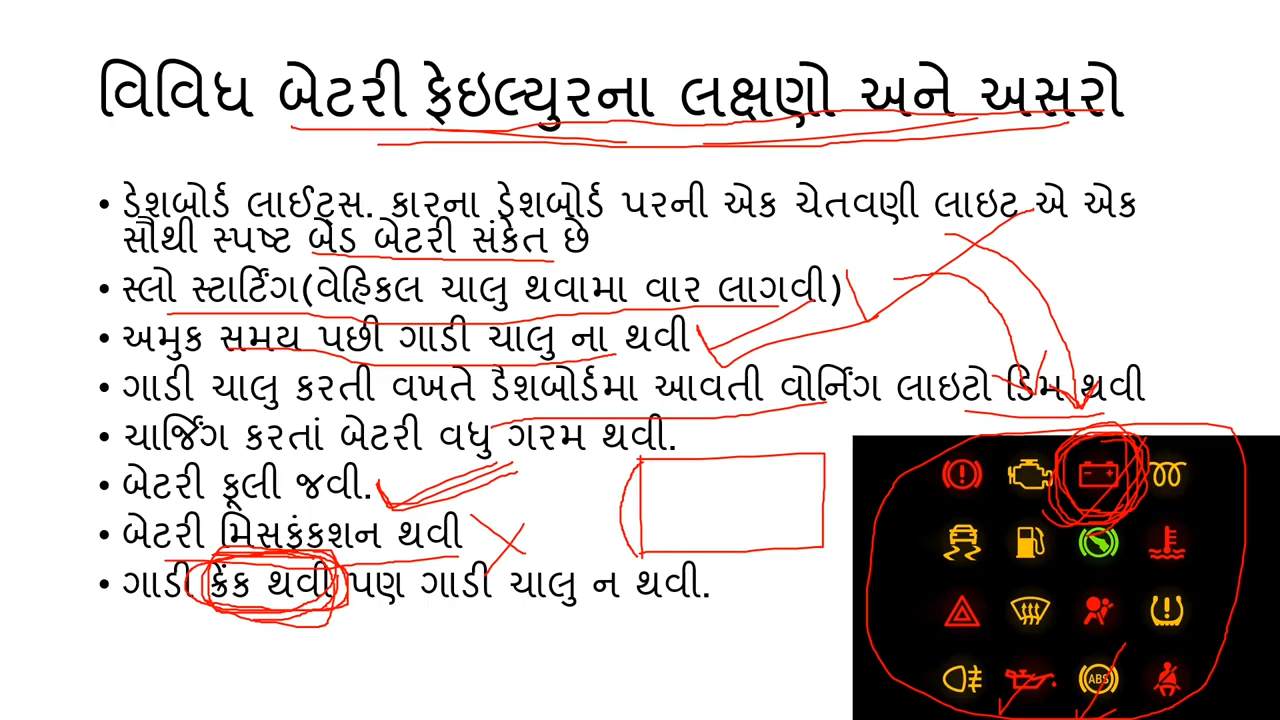 વિવિધ બેટરી ફેઇલ્યુરના લક્ષણો અને અસરો
• ડેશબોર્ડ લાઈટ્સ. કારના ડેશબોર્ડ પરની એક ચેતવણી લાઇટ એ એક
સૌથી સ્પષ્ટ બેડ બેટરી સંકેત છે
• સ્લો સ્ટાર્ટિંગ(વેહિકલ ચાલુ થવામા વાર લાગવી)
• અમુક સમય પછી ગાડી ચાલુ ના થવી
• ગાડી ચાલુ કરતી વખતે ડેશબોર્ડમા આવતી વોર્નિંગ લાઇટો ડિમ થવી
• ચાર્જિંગ કરતાં બેટરી વધુ ગરમ થવી.
• બેટરી ફૂલી જવી.
• બેટરી મિસફંકશન થવી
• ગાડી ક્રેંક થવી પણ ગાડી ચાલુ ન થવી.
ABS